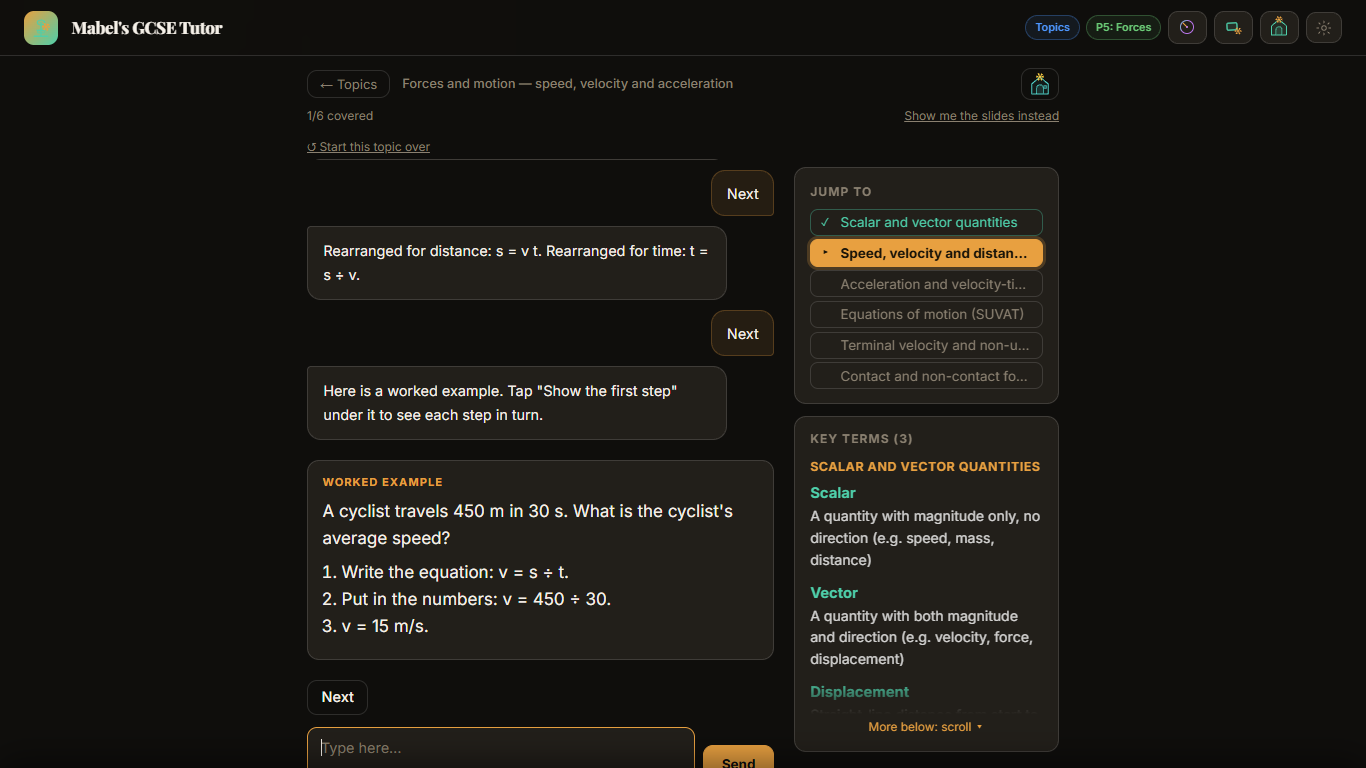 Mabel's GCSE Tutor
Topics
P5: Forces
← Topics
Forces and motion — speed, velocity and acceleration
1/6 covered
Show me the slides instead
↺ Start this topic over
Next
Rearranged for distance: s = v t. Rearranged for time: t =
s ÷ v.
Next
Here is a worked example. Tap "Show the first step"
under it to see each step in turn.
WORKED EXAMPLE
A cyclist travels 450 m in 30 s. What is the cyclist's
average speed?
1. Write the equation: v = s ÷ t.
2. Put in the numbers: v = 450 ÷ 30.
3. v = 15 m/s.
Next
Type here...
Send
JUMP TO
✓ Scalar and vector quantities
▸ Speed, velocity and distan...
Acceleration and velocity-ti...
Equations of motion (SUVAT)
Terminal velocity and non-u...
Contact and non-contact fo...
KEY TERMS (3)
SCALAR AND VECTOR QUANTITIES
Scalar
A quantity with magnitude only, no
direction (e.g. speed, mass,
distance)
Vector
A quantity with both magnitude
and direction (e.g. velocity, force,
displacement)
Displacement
More below: scroll ▾